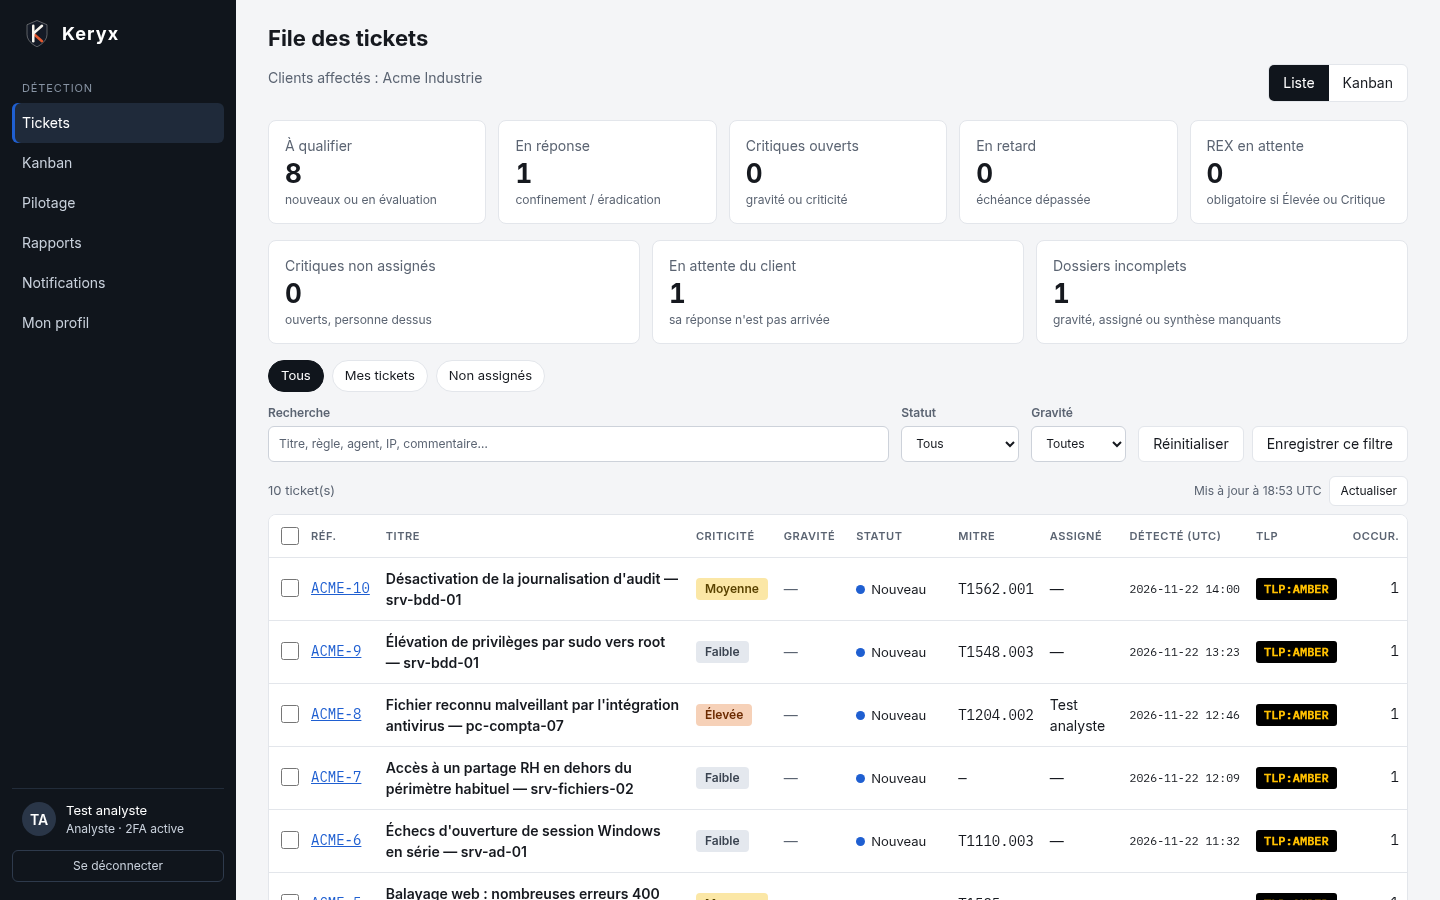 Keryx
DÉTECTION
Tickets
Kanban
Pilotage
Rapports
Notifications
Mon profil
TA
Test analyste
Analyste · 2FA active
Se déconnecter
File des tickets
Clients affectés : Acme Industrie
Liste
Kanban
À qualifier
8
nouveaux ou en évaluation
En réponse
1
confinement / éradication
Critiques ouverts
0
gravité ou criticité
En retard
0
échéance dépassée
REX en attente
0
obligatoire si Élevée ou Critique
Critiques non assignés
0
ouverts, personne dessus
En attente du client
1
sa réponse n'est pas arrivée
Dossiers incomplets
1
gravité, assigné ou synthèse manquants
Tous
Mes tickets
Non assignés
Recherche
Titre, règle, agent, IP, commentaire...
Statut
Tous
Gravité
Toutes
Réinitialiser
Enregistrer ce filtre
10 ticket(s)
Mis à jour à 18:53 UTC
Actualiser
RÉF. TITRE CRITICITÉ GRAVITÉ STATUT MITRE ASSIGNÉ DÉTECTÉ (UTC) TLP OCCUR.
ACME-10
Désactivation de la journalisation d'audit —
srv-bdd-01
Moyenne — Nouveau T1562.001 — 2026-11-22 14:00 TLP:AMBER 1
ACME-9
Élévation de privilèges par sudo vers root
— srv-bdd-01
Faible — Nouveau T1548.003 — 2026-11-22 13:23 TLP:AMBER 1
ACME-8
Fichier reconnu malveillant par l'intégration
antivirus — pc-compta-07
Élevée — Nouveau T1204.002
Test
analyste
2026-11-22 12:46 TLP:AMBER 1
ACME-7
Accès à un partage RH en dehors du
périmètre habituel — srv-fichiers-02
Faible — Nouveau – — 2026-11-22 12:09 TLP:AMBER 1
ACME-6
Échecs d'ouverture de session Windows
en série — srv-ad-01
Faible — Nouveau T1110.003 — 2026-11-22 11:32 TLP:AMBER 1
Balayage web : nombreuses erreurs 400